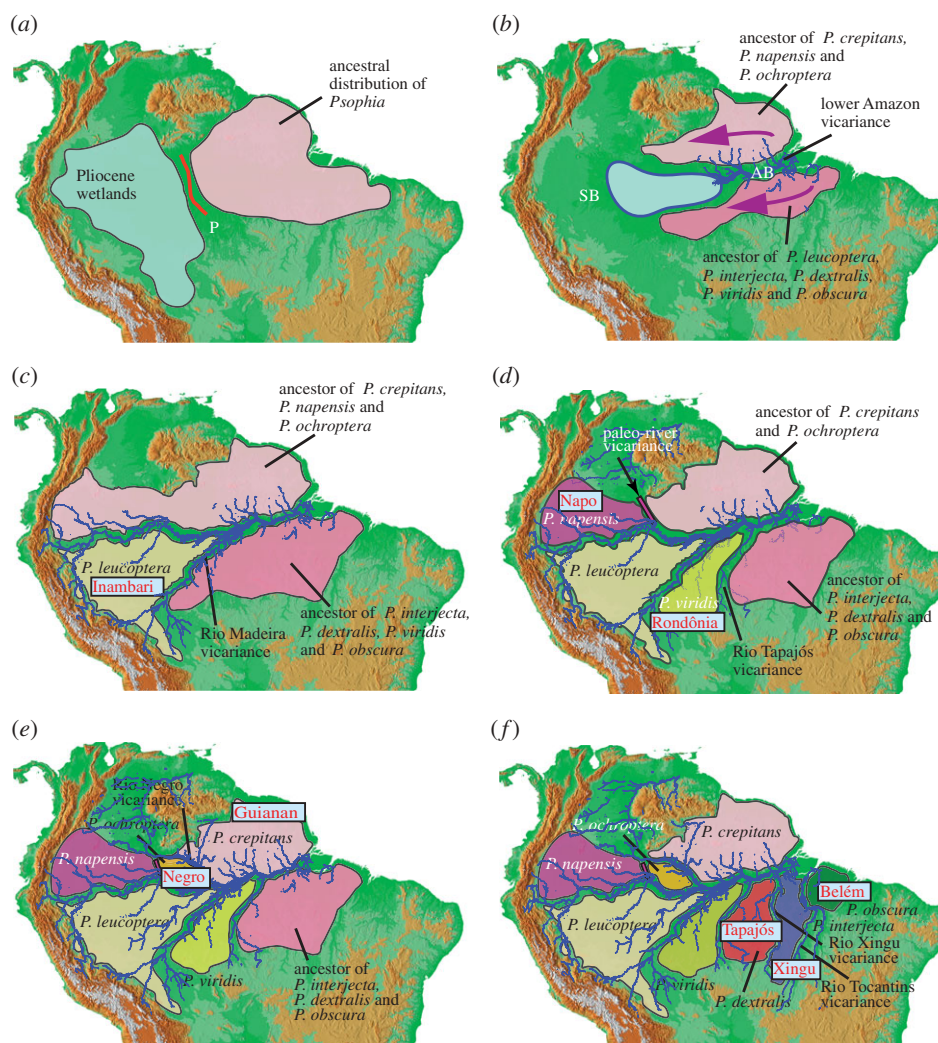 (a)
ancestral
distribution of
Psophia
Pliocene
wetlands
P
(b)
ancestor of P. crepitans,
P. napensis and
P. ochroptera
lower Amazon
vicariance
AB
SB
ancestor of P. leucoptera,
P. interjecta, P. dextralis,
P. viridis and P. obscura
(c)
ancestor of P. crepitans,
P. napensis and
P. ochroptera
P. leucoptera
Inambari
Rio Madeira
vicariance
ancestor of P. interjecta,
P. dextralis, P. viridis
and P. obscura
(d)
ancestor of P. crepitans
and P. ochroptera
paleo-river
vicariance
Napo
P. napensis
P. leucoptera
P. viridis
Rondônia
Rio Tapajós
vicariance
ancestor of
P. interjecta,
P. dextralis and
P. obscura
(e)
Rio Negro
vicariance
P. ochroptera
Guianan
P. crepitans
P. napensis
Negro
P. leucoptera
P. viridis
ancestor of
P. interjecta,
P. dextralis and
P. obscura
(f)
P. ochroptera
P. crepitans
P. napensis
Belém
P. obscura
P. interjecta
P. leucoptera
Tapajós
Rio Xingu
vicariance
Xingu
P. viridis
P. dextralis
Rio Tocantins
vicariance